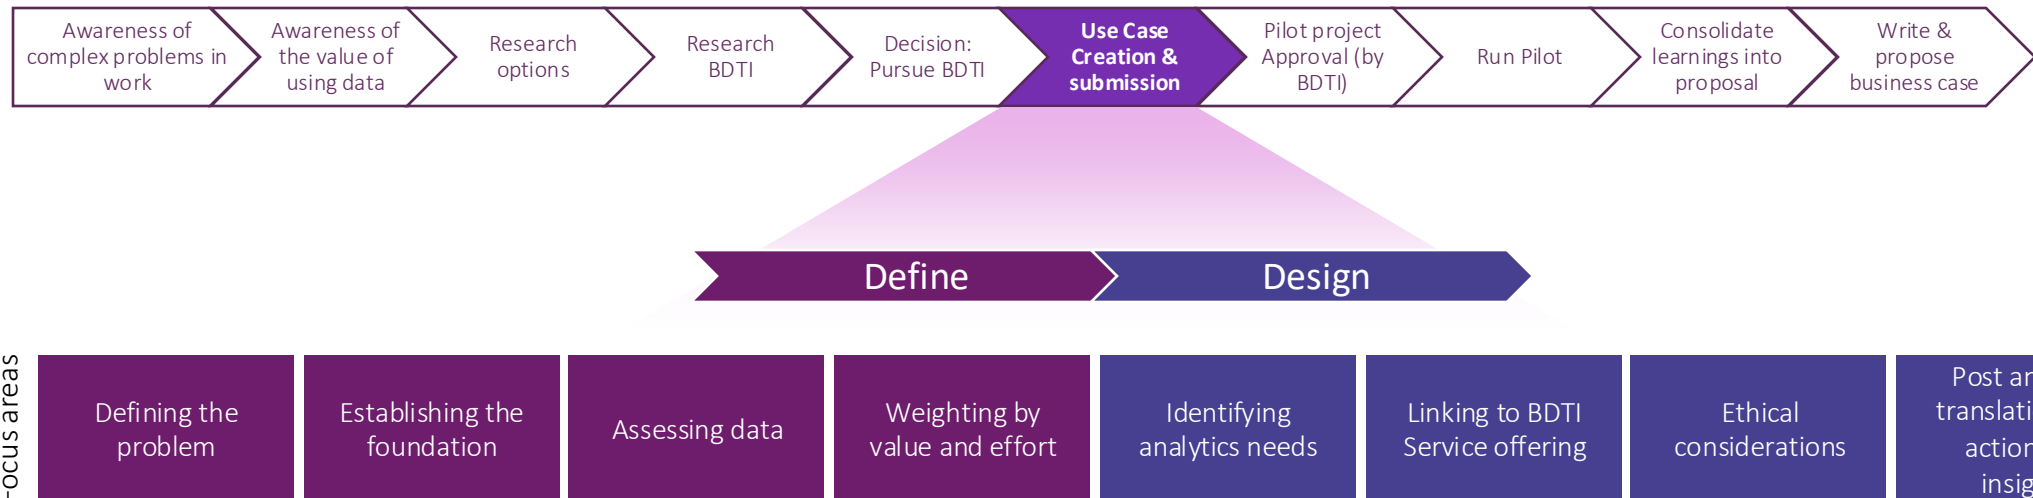 Awareness of
complex problems in
work
Awareness of
the value of
using data
Research
options
Research
BDTI
Decision:
Pursue BDTI
Use Case
Creation &
submission
Pilot project
Approval (by
BDTI)
Run Pilot
Consolidate
learnings into
proposal
Write &
propose
business case
Define
Design
areas
Defining the
problem
Establishing the
foundation
Assessing data
Weighting by
value and effort
Identifying
analytics needs
Linking to BDTI
Service offering
Ethical
considerations
Post